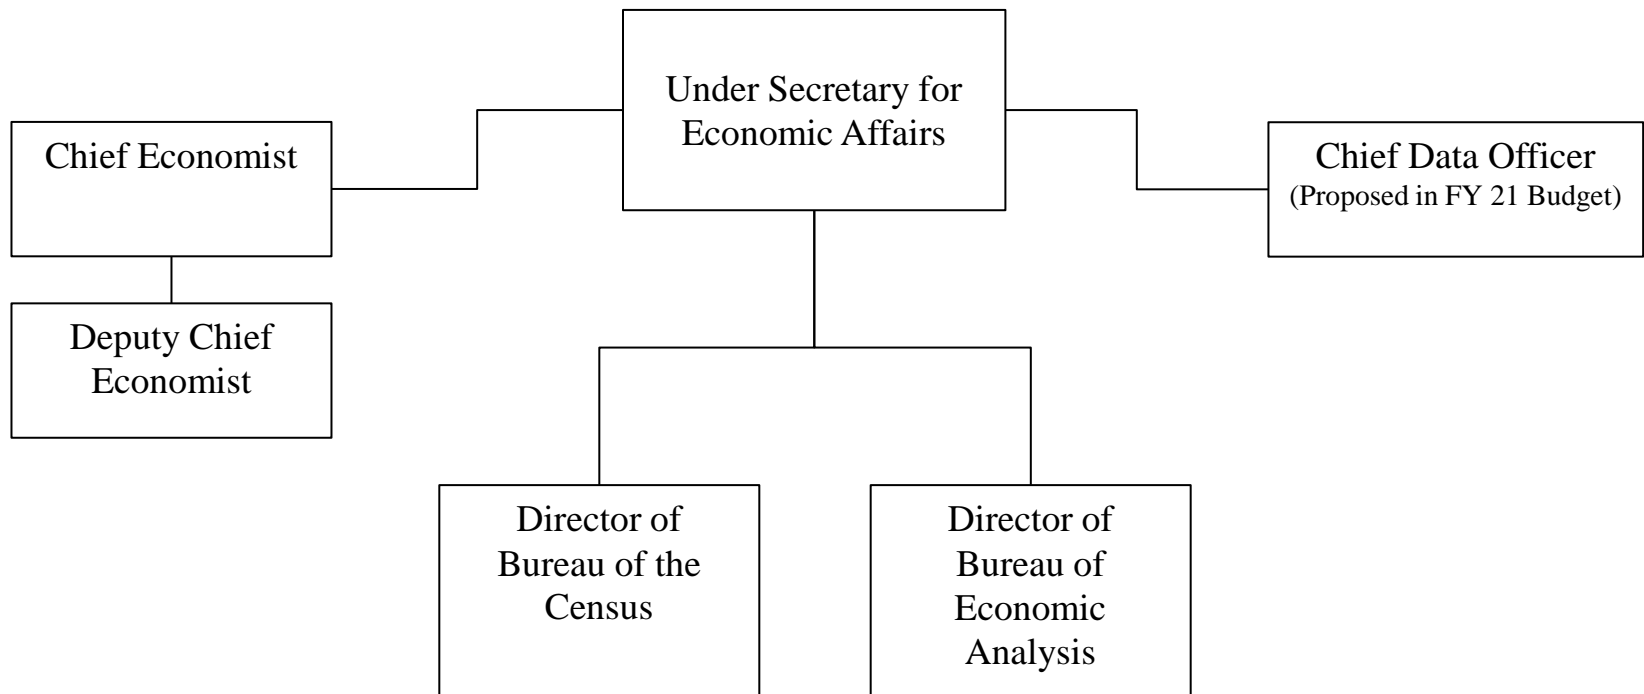 Under Secretary for
Economic Affairs
Chief Economist
Chief Data Officer
(Proposed in FY 21 Budget)
Deputy Chief
Economist
Director of
Bureau of the
Census
Director of
Bureau of
Economic
Analysis